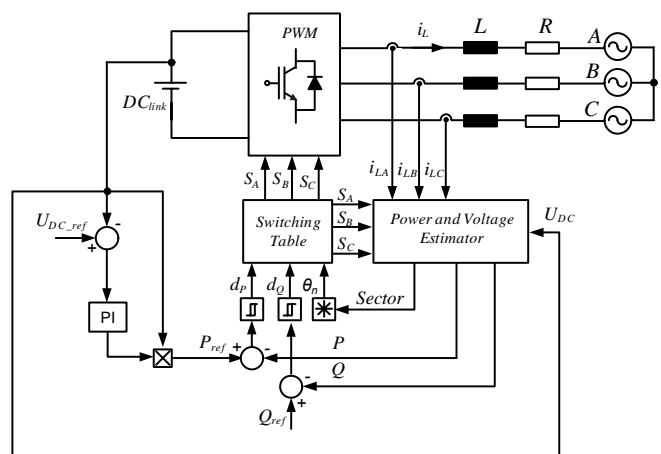 PWM
i_L
L
R
A
B
C
DC_link
i_LA
i_LB
i_LC
S_A
S_B
S_C
U_DC_ref
-
+
Switching
Table
S_A
S_B
S_C
Power and Voltage
Estimator
U_DC
d_P
d_Q
θ_n
Sector
PI
P_ref
+
-
P
Q
-
+
Q_ref